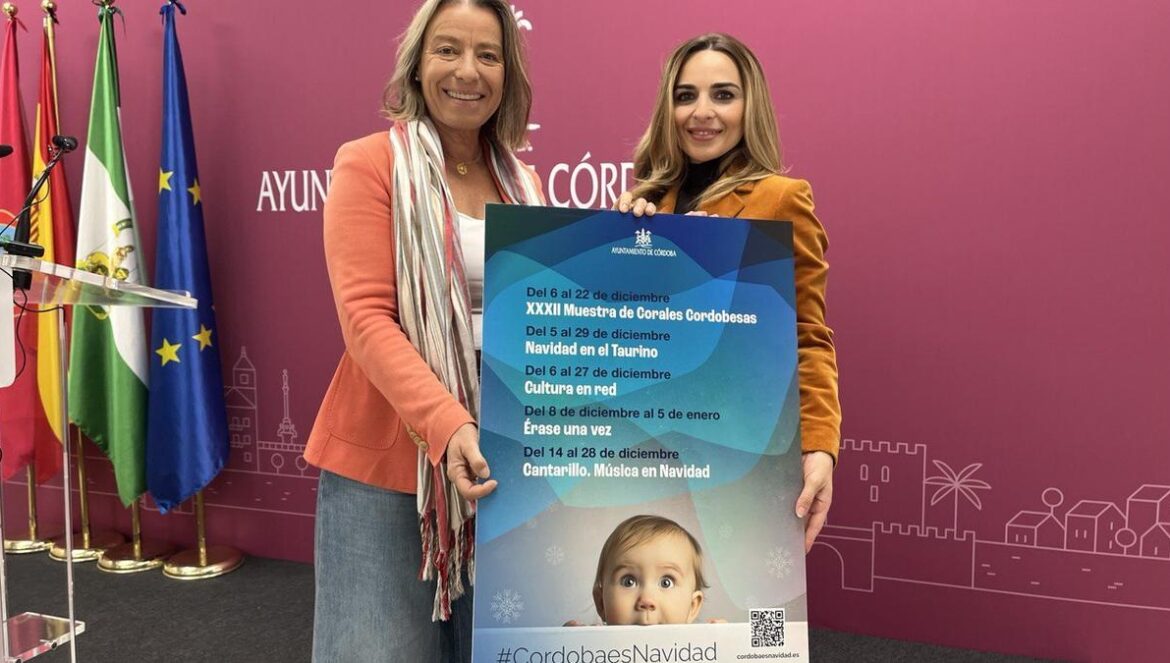 AYUN
CÓRD
AYUNTAMIENTO DE CÓRDOBA
Del 6 al 22 de diciembre
XXXII Muestra de Corales Cordobesas
Del 5 al 29 de diciembre
Navidad en el Taurino
Del 6 al 27 de diciembre
Cultura en red
Del 8 de diciembre al 5 de enero
Érase una vez
Del 14 al 28 de diciembre
Cantarillo. Música en Navidad
#CordobaesNavidad
cordobaesnavidad.es